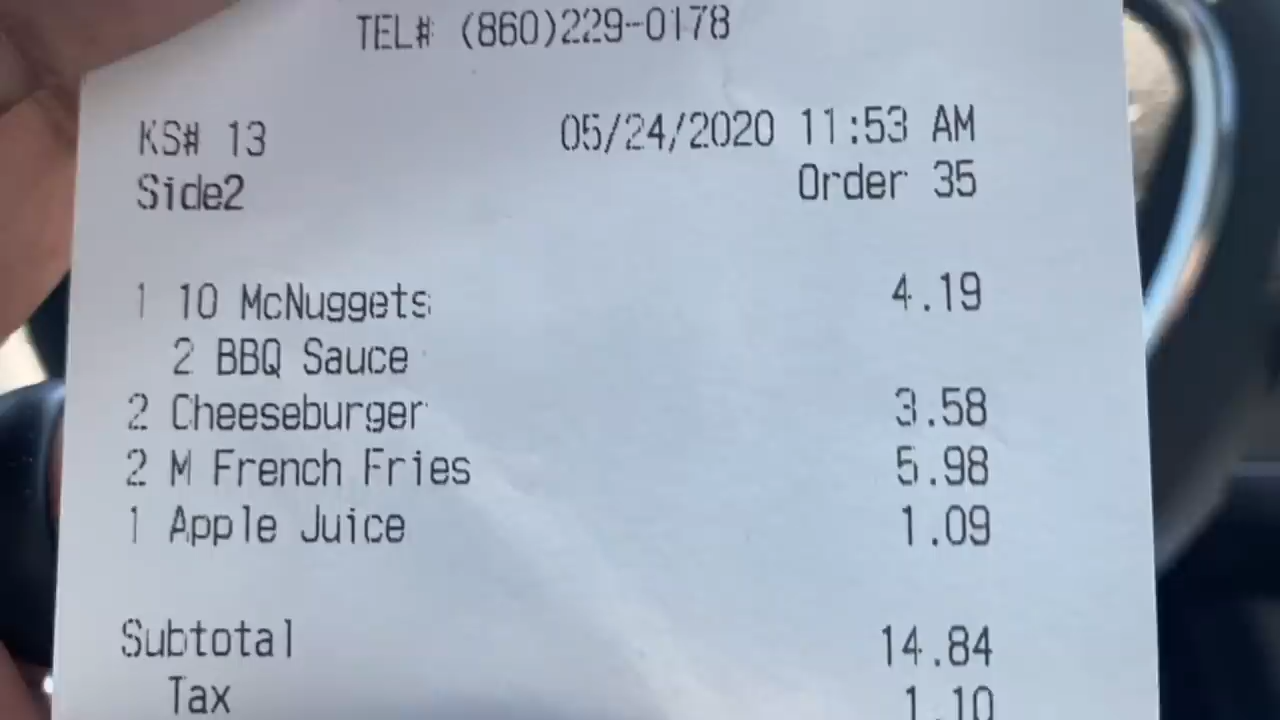 TEL# (860)229-0178
KS# 13 05/24/2020 11:53 AM
Side2 Order 35
1 10 McNuggets 4.19
2 BBQ Sauce
2 Cheeseburger 3.58
2 M French Fries 5.98
1 Apple Juice 1.09
Subtotal 14.84
Tax 1.10